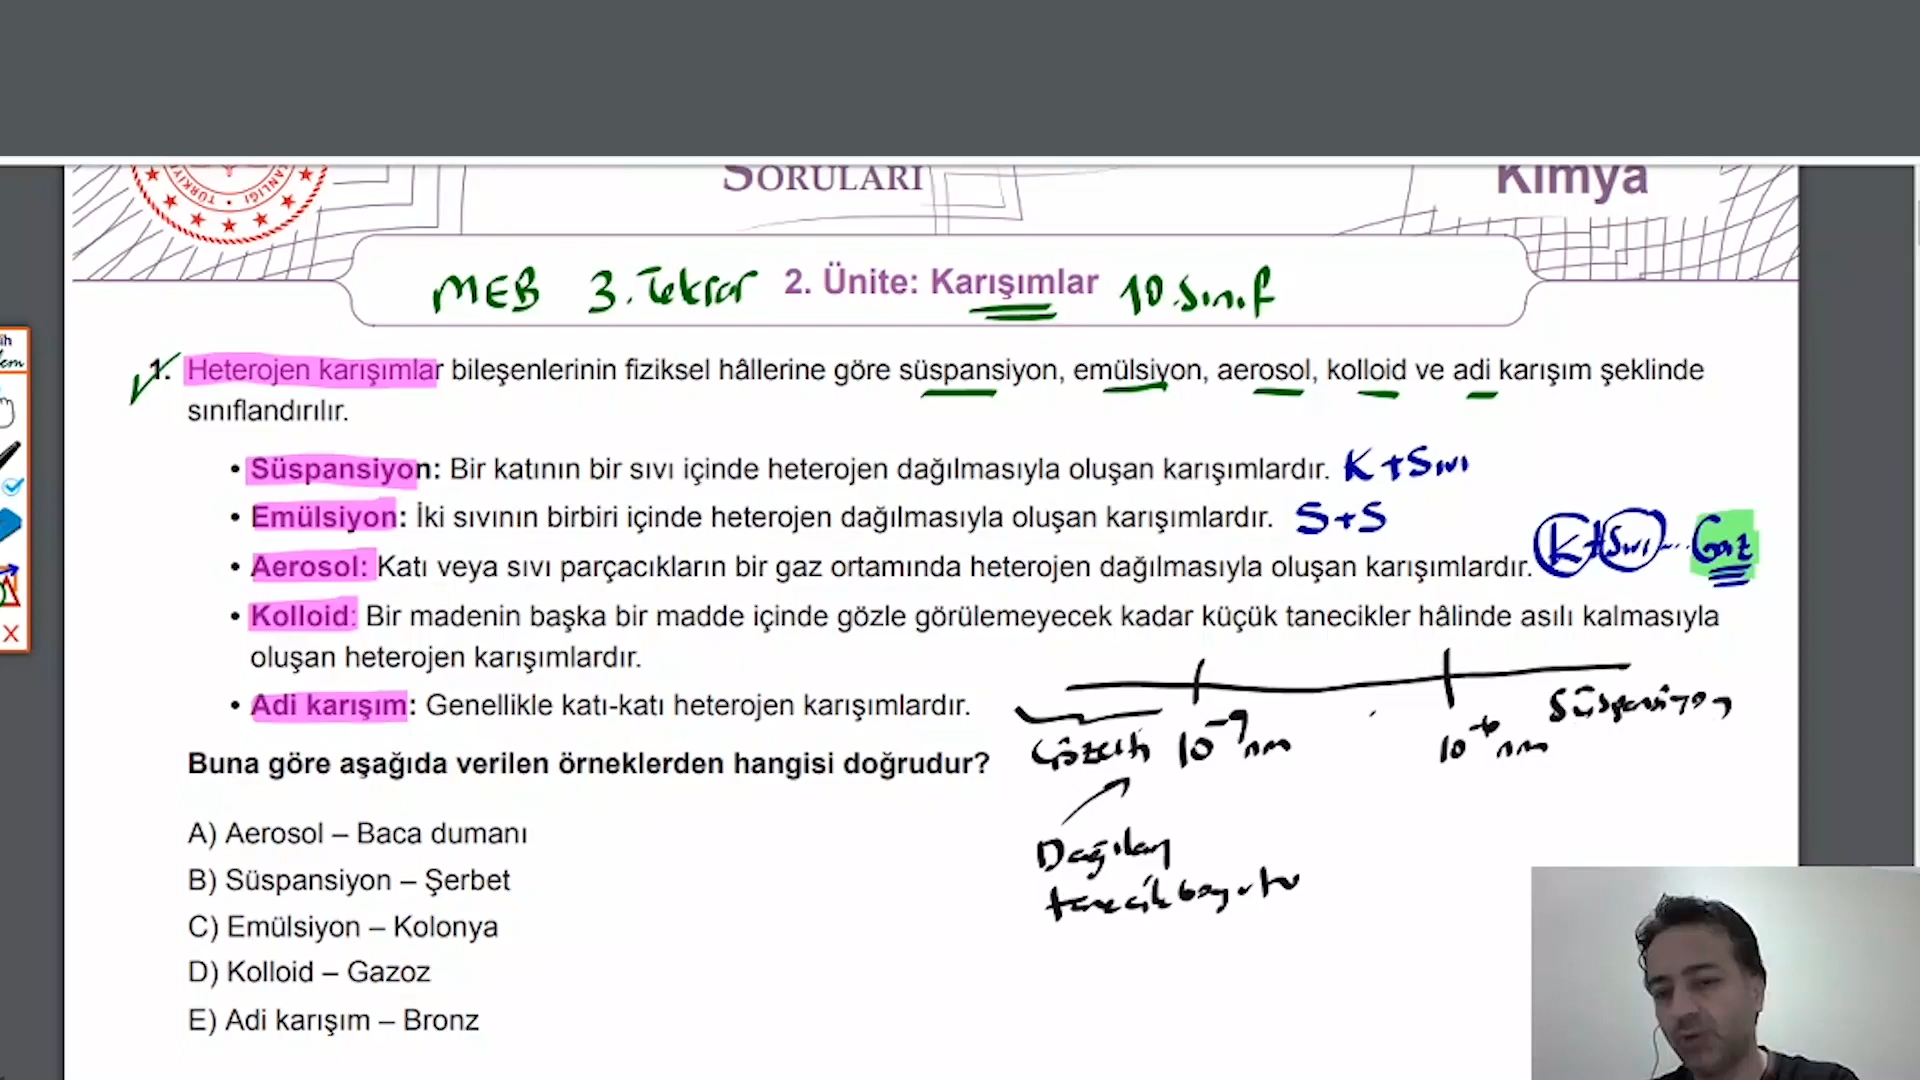 SORULARI
Kimya
TÜRKİY
ANLIĞI
MEB 3. Tekrar 2. Ünite: Karışımlar 10. Sınıf
1. Heterojen karışımlar bileşenlerinin fiziksel hâllerine göre süspansiyon, emülsiyon, aerosol, kolloid ve adi karışım şeklinde
sınıflandırılır.
• Süspansiyon: Bir katının bir sıvı içinde heterojen dağılmasıyla oluşan karışımlardır. K+Sıvı
• Emülsiyon: İki sıvının birbiri içinde heterojen dağılmasıyla oluşan karışımlardır. S+S
• Aerosol: Katı veya sıvı parçacıkların bir gaz ortamında heterojen dağılmasıyla oluşan karışımlardır. K+Sıvı ... Gaz
• Kolloid: Bir madenin başka bir madde içinde gözle görülemeyecek kadar küçük tanecikler hâlinde asılı kalmasıyla
oluşan heterojen karışımlardır.
• Adi karışım: Genellikle katı-katı heterojen karışımlardır.
Süspansiyon
Çözelti 10⁻⁹ nm 10⁻⁶ nm
Buna göre aşağıda verilen örneklerden hangisi doğrudur?
Dağılan
tanecik boyutu
A) Aerosol – Baca dumanı
B) Süspansiyon – Şerbet
C) Emülsiyon – Kolonya
D) Kolloid – Gazoz
E) Adi karışım – Bronz